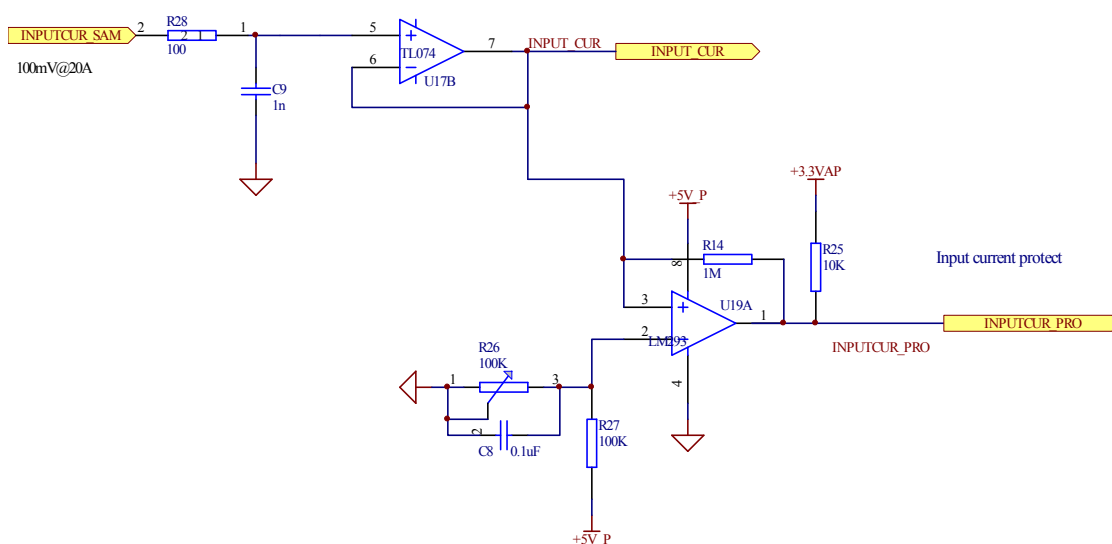 INPUTCUR_SAM
2
R28
2 1
100
1
100mV@20A
C9
1n
5
6
TL074
U17B
7
INPUT_CUR
INPUT_CUR
+3.3VAP
+5V_P
R14
1M
8
R25
10K
Input current protect
3
2
U19A
LM293
1
4
INPUTCUR_PRO
INPUTCUR_PRO
R26
100K
1
3
2
C8
0.1uF
R27
100K
+5V_P